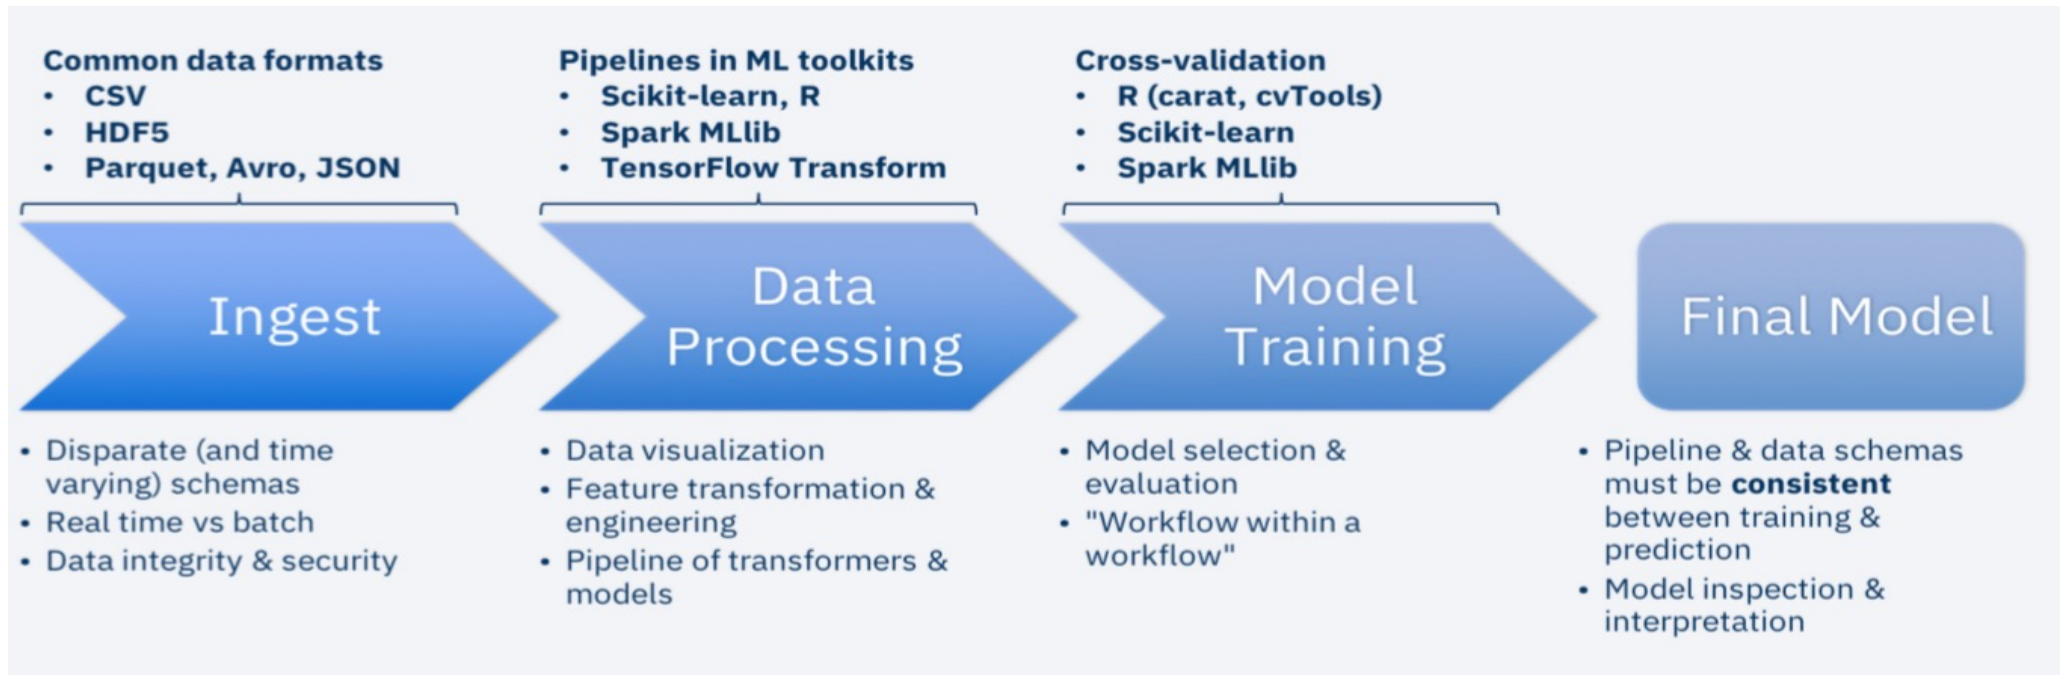 Common data formats
• CSV
• HDF5
• Parquet, Avro, JSON
Pipelines in ML toolkits
• Scikit-learn, R
• Spark MLlib
• TensorFlow Transform
Cross-validation
• R (carat, cvTools)
• Scikit-learn
• Spark MLlib
Ingest
Data
Processing
Model
Training
Final Model
• Disparate (and time
varying) schemas
• Real time vs batch
• Data integrity & security
• Data visualization
• Feature transformation &
engineering
• Pipeline of transformers &
models
• Model selection &
evaluation
• "Workflow within a
workflow"
• Pipeline & data schemas
must be consistent
between training &
prediction
• Model inspection &
interpretation